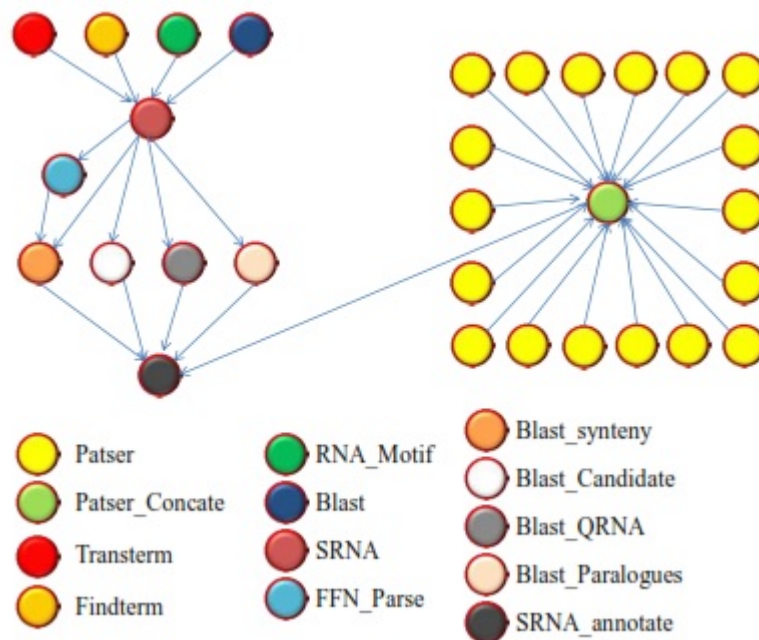 Patser
Patser_Concate
Transterm
Findterm
RNA_Motif
Blast
SRNA
FFN_Parse
Blast_synteny
Blast_Candidate
Blast_QRNA
Blast_Paralogues
SRNA_annotate